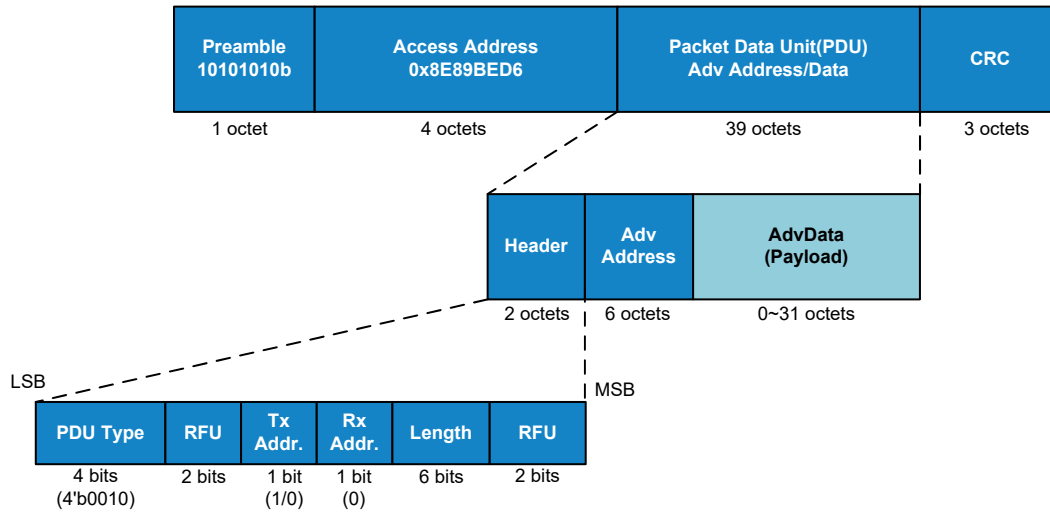 Preamble
10101010b
Access Address
0x8E89BED6
Packet Data Unit(PDU)
Adv Address/Data
CRC
1 octet
4 octets
39 octets
3 octets
Header
Adv
Address
AdvData
(Payload)
2 octets
6 octets
0~31 octets
LSB
MSB
PDU Type
RFU
Tx
Addr.
Rx
Addr.
Length
RFU
4 bits
(4'b0010)
2 bits
1 bit
(1/0)
1 bit
(0)
6 bits
2 bits